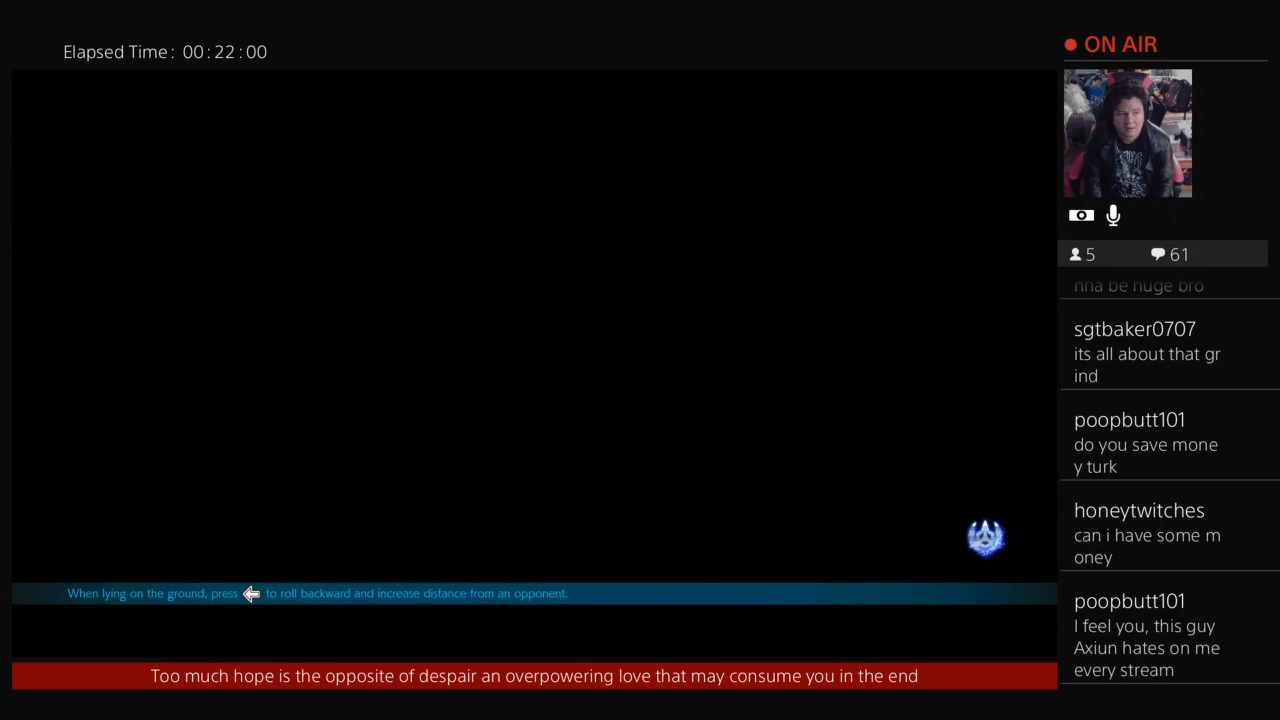 Elapsed Time: 00:22:00
ON AIR
5 61
nna be huge bro
sgtbaker0707
its all about that gr
ind
poopbutt101
do you save mone
y turk
honeytwitches
can i have some m
oney
poopbutt101
I feel you, this guy
Axiun hates on me
every stream
When lying on the ground, press to roll backward and increase distance from an opponent.
Too much hope is the opposite of despair an overpowering love that may consume you in the end